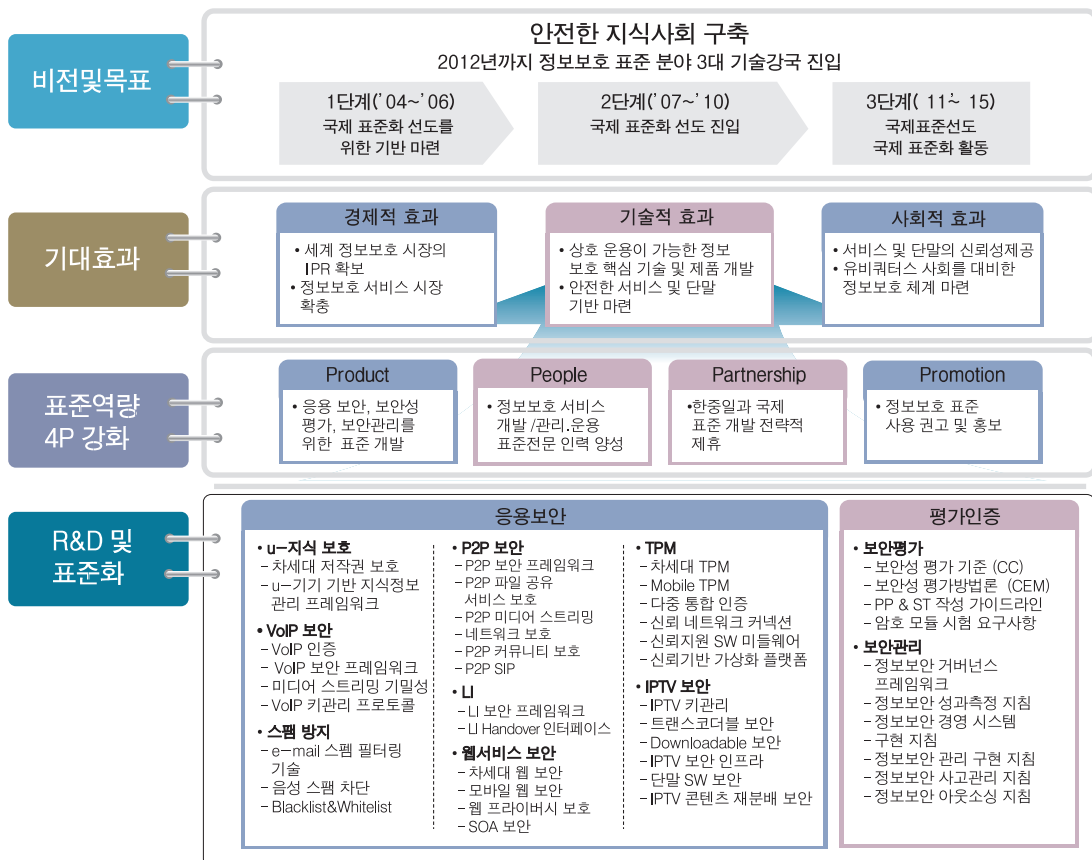 비전및목표
안전한 지식사회 구축
2012년까지 정보보호 표준 분야 3대 기술강국 진입
1단계('04~'06)
국제 표준화 선도를
위한 기반 마련
2단계('07~'10)
국제 표준화 선도 진입
3단계( 11'~ 15)
국제표준선도
국제 표준화 활동
기대효과
경제적 효과
• 세계 정보보호 시장의
IPR 확보
• 정보보호 서비스 시장
확충
기술적 효과
• 상호 운용이 가능한 정보
보호 핵심 기술 및 제품 개발
• 안전한 서비스 및 단말
기반 마련
사회적 효과
• 서비스 및 단말의 신뢰성제공
• 유비쿼터스 사회를 대비한
정보보호 체계 마련
표준역량
4P 강화
Product
• 응용 보안, 보안성
평가, 보안관리를
위한 표준 개발
People
• 정보보호 서비스
개발 /관리.운용
표준전문 인력 양성
Partnership
•한중일과 국제
표준 개발 전략적
제휴
Promotion
• 정보보호 표준
사용 권고 및 홍보
R&D 및
표준화
응용보안
• u-지식 보호
- 차세대 저작권 보호
- u-기기 기반 지식정보
관리 프레임워크
• VoIP 보안
- VoIP 인증
- VoIP 보안 프레임워크
- 미디어 스트리밍 기밀성
- VoIP 키관리 프로토콜
• 스팸 방지
- e-mail 스팸 필터링
기술
- 음성 스팸 차단
- Blacklist&Whitelist
• P2P 보안
- P2P 보안 프레임워크
- P2P 파일 공유
서비스 보호
- P2P 미디어 스트리밍
- 네트워크 보호
- P2P 커뮤니티 보호
- P2P SIP
• LI
- LI 보안 프레임워크
- LI Handover 인터페이스
• 웹서비스 보안
- 차세대 웹 보안
- 모바일 웹 보안
- 웹 프라이버시 보호
- SOA 보안
• TPM
- 차세대 TPM
- Mobile TPM
- 다중 통합 인증
- 신뢰 네트워크 커넥션
- 신뢰지원 SW 미들웨어
- 신뢰기반 가상화 플랫폼
• IPTV 보안
- IPTV 키관리
- 트랜스코더블 보안
- Downloadable 보안
- IPTV 보안 인프라
- 단말 SW 보안
- IPTV 콘텐츠 재분배 보안
평가인증
• 보안평가
- 보안성 평가 기준 (CC)
- 보안성 평가방법론 (CEM)
- PP & ST 작성 가이드라인
- 암호 모듈 시험 요구사항
• 보안관리
- 정보보안 거버넌스
프레임워크
- 정보보안 성과측정 지침
- 정보보안 경영 시스템
- 구현 지침
- 정보보안 관리 구현 지침
- 정보보안 사고관리 지침
- 정보보안 아웃소싱 지침